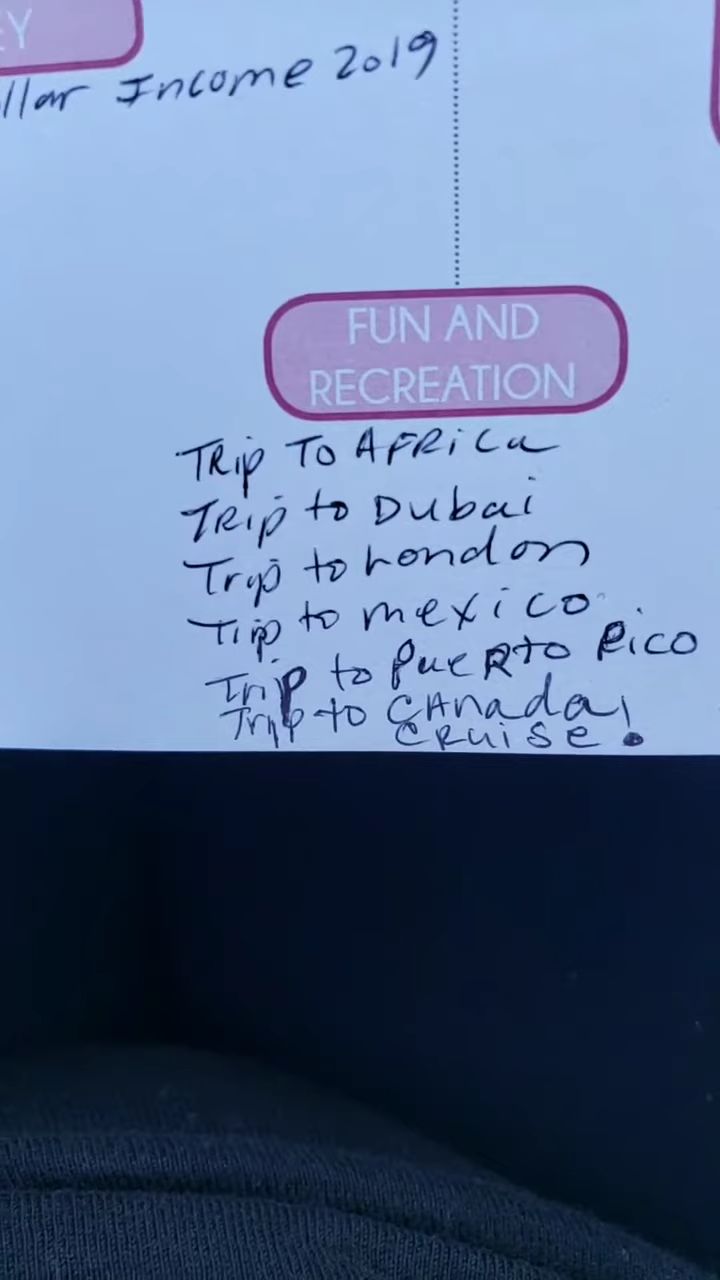 EY
llar Income 2019
FUN AND
RECREATION
TRip TO AFRiCa
TRip to Dubai
Trip to London
Trip to mexico
Trip to PueRto Rico
Trip to CAnada!
CRuise!